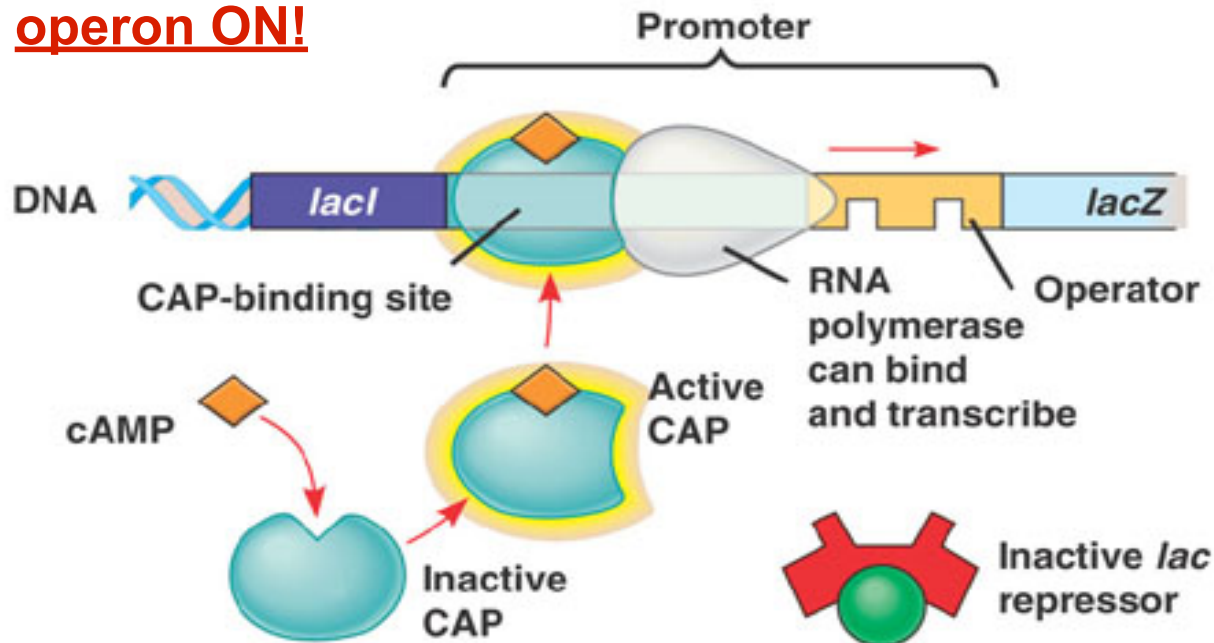 operon ON!
Promoter
DNA
lacI
lacZ
CAP-binding site
RNA
polymerase
can bind
and transcribe
Operator
cAMP
Active
CAP
Inactive
CAP
Inactive lac
repressor